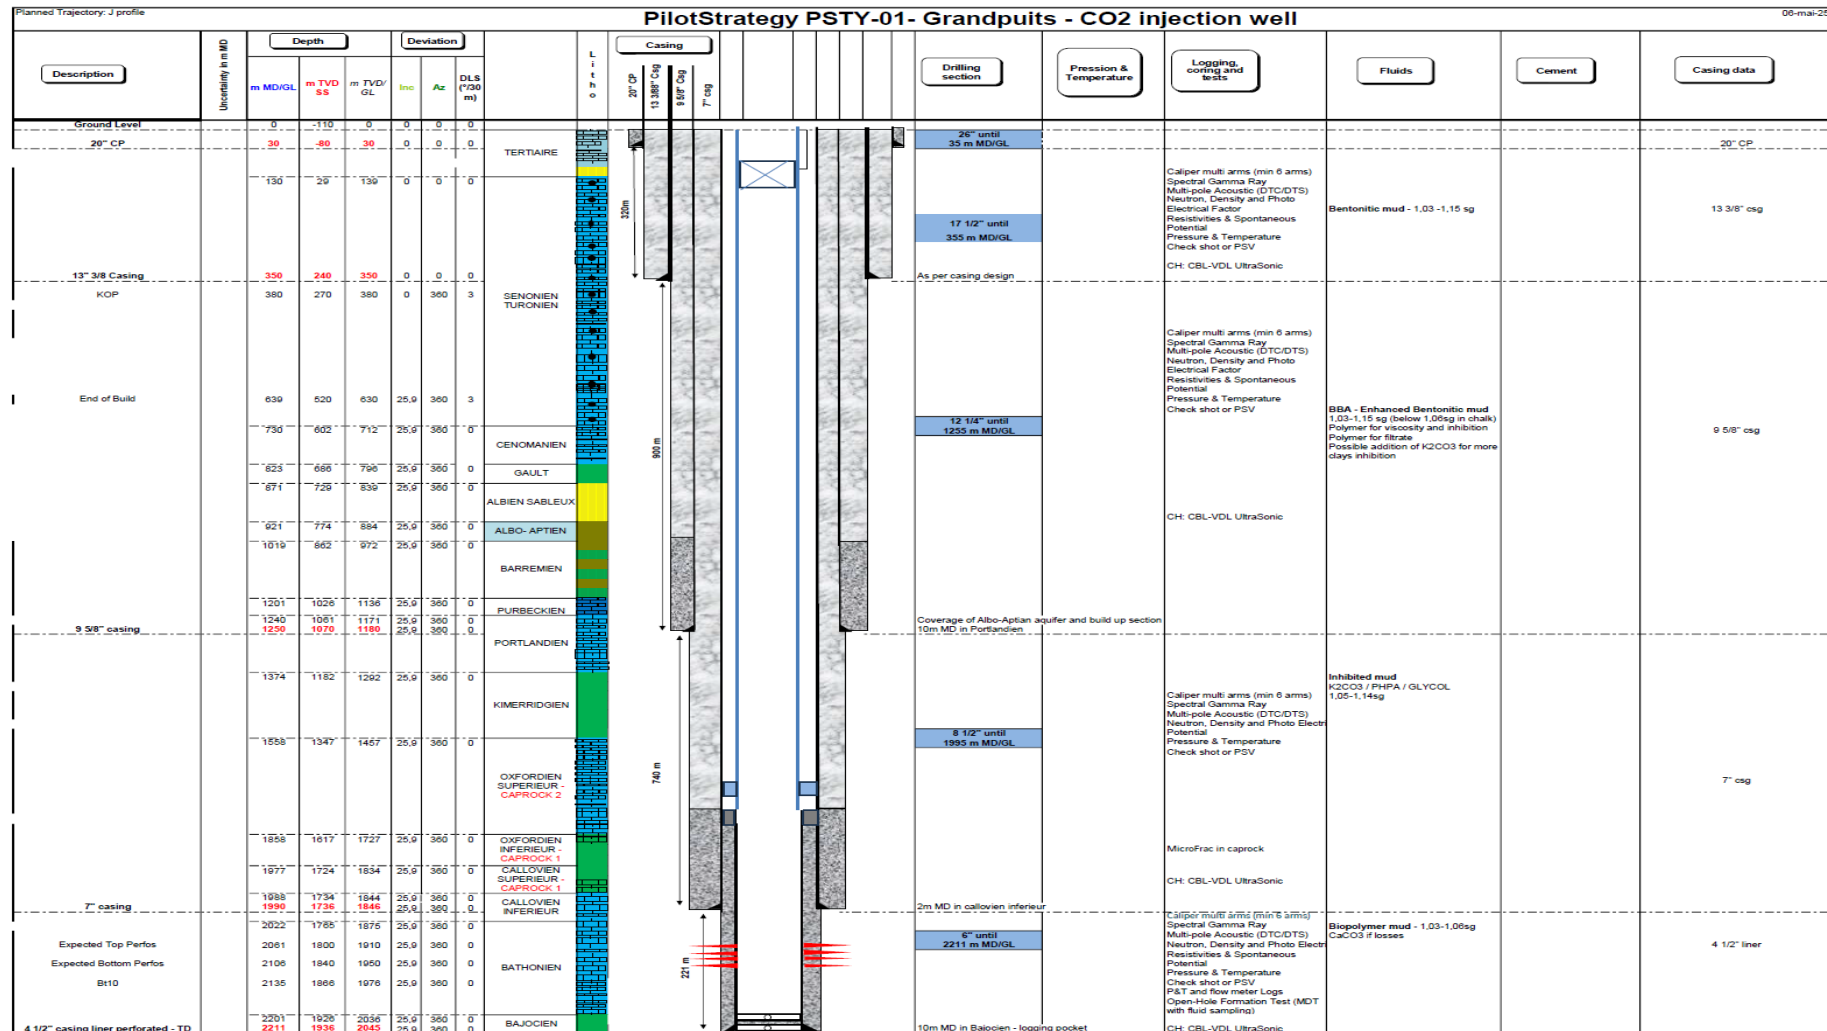 Planned Trajectory: J profile
PilotStrategy PSTY-01- Grandpuits - CO2 injection well
06-mai-25
Description
Uncertainty in m MD
Depth
Deviation
m MD/GL
m TVD SS
m TVD/ GL
Inc
Az
DLS (°/30 m)
Litho
Casing
20" CP
13 3/88" Csg
9 5/8" Csg
7" csg
Drilling section
Pression & Temperature
Logging, coring and tests
Fluids
Cement
Casing data
Ground Level 0 -110 0 0 0 0
20" CP 30 -80 30 0 0 0
TERTIAIRE
26" until
35 m MD/GL
20" CP
130 29 139 0 0 0
320m
17 1/2" until
355 m MD/GL
Caliper multi arms (min 6 arms)
Spectral Gamma Ray
Multi-pole Acoustic (DTC/DTS)
Neutron, Density and Photo
Electrical Factor
Resistivities & Spontaneous
Potential
Pressure & Temperature
Check shot or PSV
CH: CBL-VDL UltraSonic
Bentonitic mud - 1,03 -1,15 sg
13 3/8" csg
13" 3/8 Casing 350 240 350 0 0 0
As per casing design
KOP 380 270 380 0 360 3
SENONIEN
TURONIEN
End of Build 639 520 630 25,9 360 3
730 602 712 25,9 360 0
CENOMANIEN
823 686 796 25,9 360 0
GAULT
871 729 839 25,9 360 0
ALBIEN SABLEUX
921 774 884 25,9 360 0
ALBO- APTIEN
1019 862 972 25,9 360 0
BARREMIEN
1201 1026 1136 25,9 360 0
PURBECKIEN
1240 1061 1171 25,9 360 0
9 5/8" casing 1250 1070 1180 25,9 360 0
900 m
12 1/4" until
1255 m MD/GL
Caliper multi arms (min 6 arms)
Spectral Gamma Ray
Multi-pole Acoustic (DTC/DTS)
Neutron, Density and Photo
Electrical Factor
Resistivities & Spontaneous
Potential
Pressure & Temperature
Check shot or PSV
CH: CBL-VDL UltraSonic
BBA - Enhanced Bentonitic mud
1,03-1,15 sg (below 1,06sg in chalk)
Polymer for viscosity and inhibition
Polymer for filtrate
Possible addition of K2CO3 for more
clays inhibition
9 5/8" csg
Coverage of Albo-Aptian aquifer and build up section
10m MD in Portlandien
PORTLANDIEN
1374 1182 1292 25,9 360 0
KIMERRIDGIEN
1558 1347 1457 25,9 360 0
OXFORDIEN
SUPERIEUR -
CAPROCK 2
1858 1617 1727 25,9 360 0
OXFORDIEN
INFERIEUR -
CAPROCK 1
1977 1724 1834 25,9 360 0
CALLOVIEN
SUPERIEUR -
CAPROCK 1
1988 1734 1844 25,9 360 0
7" casing 1990 1736 1846 25,9 360 0
CALLOVIEN
INFERIEUR
740 m
8 1/2" until
1995 m MD/GL
Caliper multi arms (min 6 arms)
Spectral Gamma Ray
Multi-pole Acoustic (DTC/DTS)
Neutron, Density and Photo Electri
Potential
Pressure & Temperature
Check shot or PSV
MicroFrac in caprock
CH: CBL-VDL UltraSonic
Inhibited mud
K2CO3 / PHPA / GLYCOL
1,05-1,14sg
7" csg
2m MD in callovien inferieur
2022 1765 1875 25,9 360 0
Expected Top Perfos 2061 1800 1910 25,9 360 0
Expected Bottom Perfos 2106 1840 1950 25,9 360 0
BATHONIEN
Bt10 2135 1866 1976 25,9 360 0
2201 1926 2036 25,9 360 0
4 1/2" casing liner perforated - TD 2211 1936 2045 25,9 360 0
BAJOCIEN
221 m
6" until
2211 m MD/GL
Caliper multi arms (min 6 arms)
Spectral Gamma Ray
Multi-pole Acoustic (DTC/DTS)
Neutron, Density and Photo Electri
Resistivities & Spontaneous
Potential
Pressure & Temperature
Check shot or PSV
P&T and flow meter Logs
Open-Hole Formation Test (MDT
with fluid sampling)
CH: CBL-VDL UltraSonic
Biopolymer mud - 1,03-1,06sg
CaCO3 if losses
4 1/2" liner
10m MD in Bajocien - logging pocket